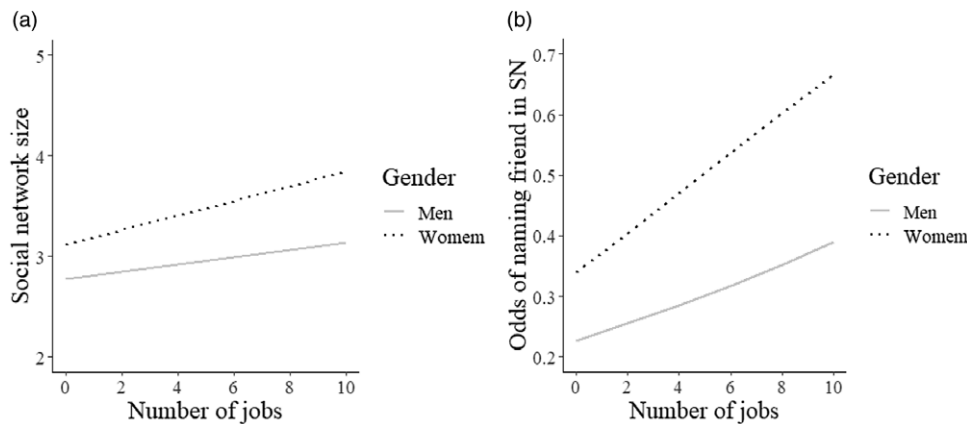 (a)
Social network size
5
4
3
2
0 2 4 6 8 10
Number of jobs
Gender
Men
Womem
(b)
Odds of naming friend in SN
0.7
0.6
0.5
0.4
0.3
0.2
0 2 4 6 8 10
Number of jobs
Gender
Men
Womem